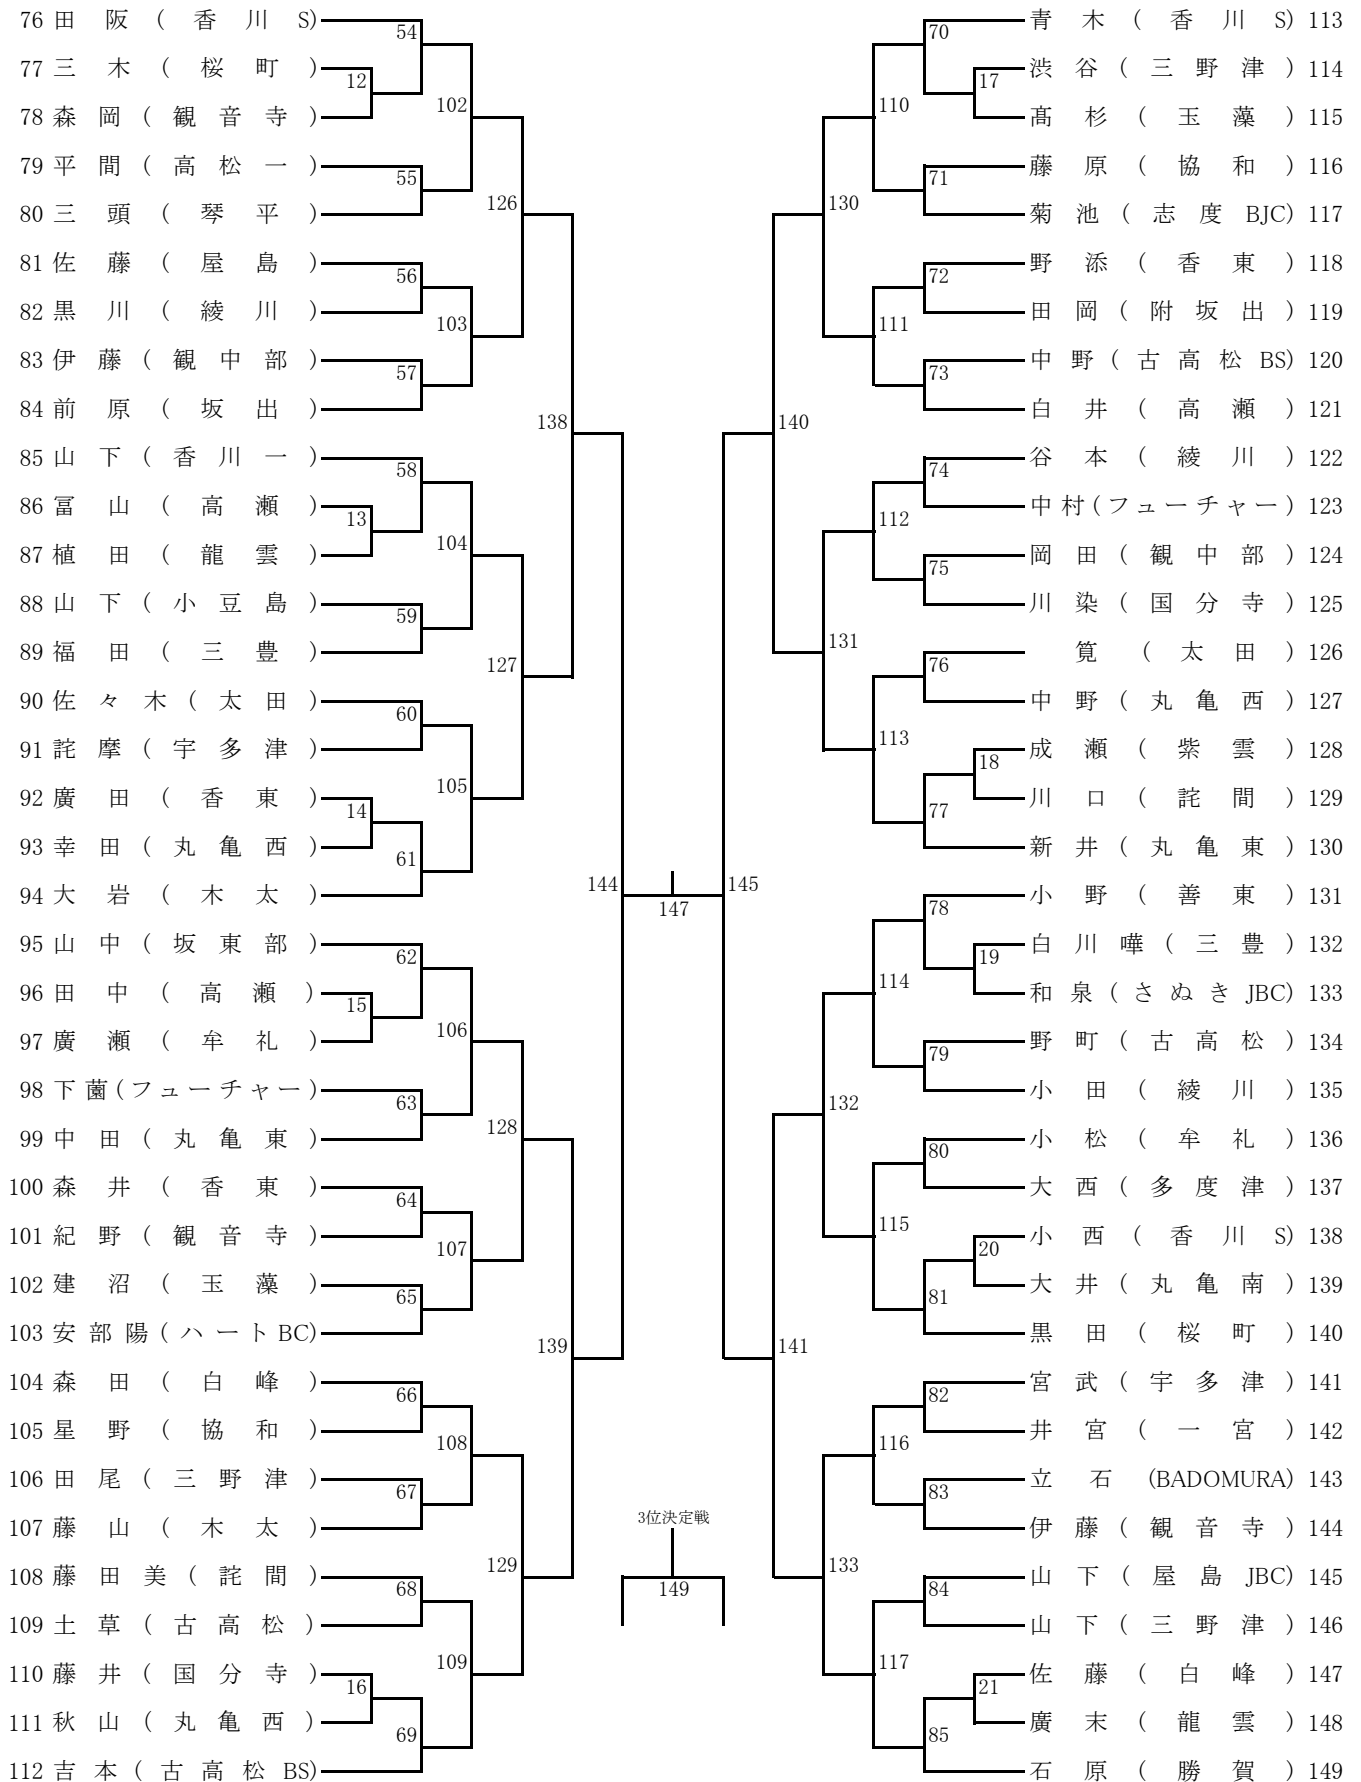 76 田阪(香川S)
77 三木(桜町)
78 森岡(観音寺)
79 平間(高松一)
80 三頭(琴平)
81 佐藤(屋島)
82 黒川(綾川)
83 伊藤(観中部)
84 前原(坂出)
85 山下(香川一)
86 冨山(高瀬)
87 植田(龍雲)
88 山下(小豆島)
89 福田(三豊)
90 佐々木(太田)
91 詫摩(宇多津)
92 廣田(香東)
93 幸田(丸亀西)
94 大岩(木太)
95 山中(坂東部)
96 田中(高瀬)
97 廣瀬(牟礼)
98 下薗(フューチャー)
99 中田(丸亀東)
100 森井(香東)
101 紀野(観音寺)
102 建沼(玉藻)
103 安部陽(ハートBC)
104 森田(白峰)
105 星野(協和)
106 田尾(三野津)
107 藤山(木太)
108 藤田美(詫間)
109 土草(古高松)
110 藤井(国分寺)
111 秋山(丸亀西)
112 吉本(古高松BS)
12
13
14
15
16
54
55
56
57
58
59
60
61
62
63
64
65
66
67
68
69
102
103
104
105
106
107
108
109
126
127
128
129
138
139
144
147
145
3位決定戦
149
140
141
130
131
132
133
110
111
112
113
114
115
116
117
70
71
72
73
74
75
76
77
78
79
80
81
82
83
84
85
17
18
19
20
21
青木(香川S) 113
渋谷(三野津) 114
髙杉(玉藻) 115
藤原(協和) 116
菊池(志度BJC) 117
野添(香東) 118
田岡(附坂出) 119
中野(古高松BS) 120
白井(高瀬) 121
谷本(綾川) 122
中村(フューチャー) 123
岡田(観中部) 124
川染(国分寺) 125
筧(太田) 126
中野(丸亀西) 127
成瀬(紫雲) 128
川口(詫間) 129
新井(丸亀東) 130
小野(善東) 131
白川曄(三豊) 132
和泉(さぬきJBC) 133
野町(古高松) 134
小田(綾川) 135
小松(牟礼) 136
大西(多度津) 137
小西(香川S) 138
大井(丸亀南) 139
黒田(桜町) 140
宮武(宇多津) 141
井宮(一宮) 142
立石(BADOMURA) 143
伊藤(観音寺) 144
山下(屋島JBC) 145
山下(三野津) 146
佐藤(白峰) 147
廣末(龍雲) 148
石原(勝賀) 149